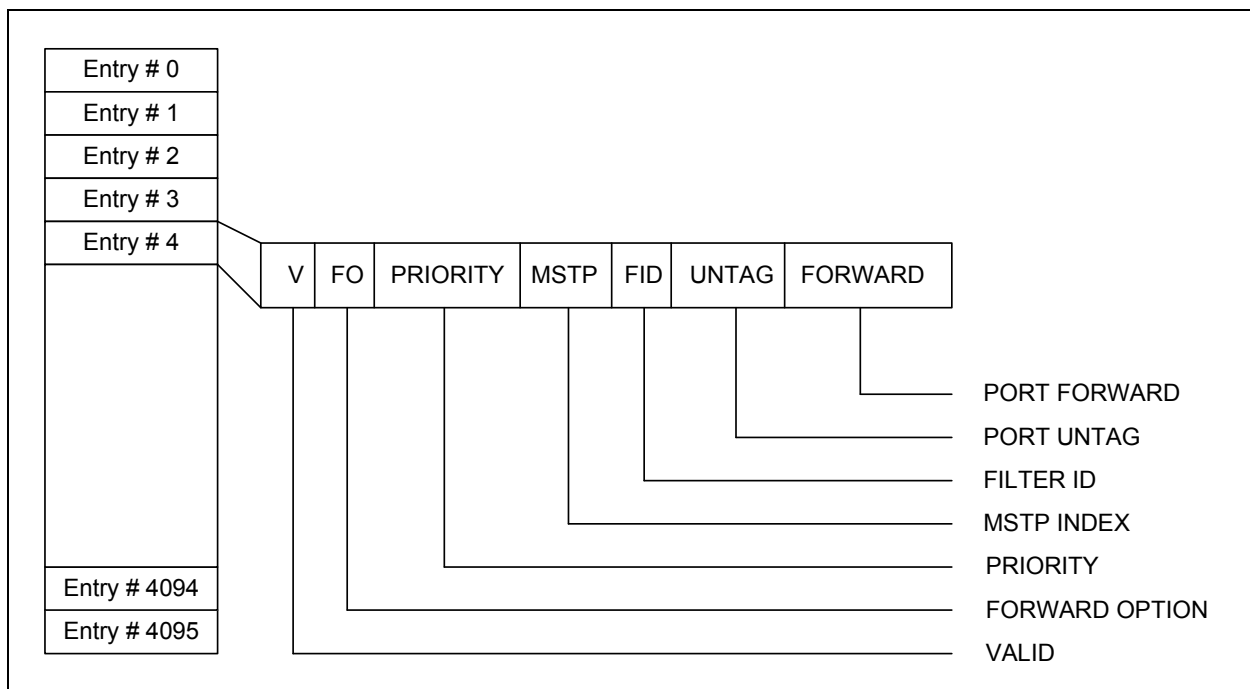 Entry # 0
Entry # 1
Entry # 2
Entry # 3
Entry # 4
V FO PRIORITY MSTP FID UNTAG FORWARD
PORT FORWARD
PORT UNTAG
FILTER ID
MSTP INDEX
PRIORITY
FORWARD OPTION
VALID
Entry # 4094
Entry # 4095